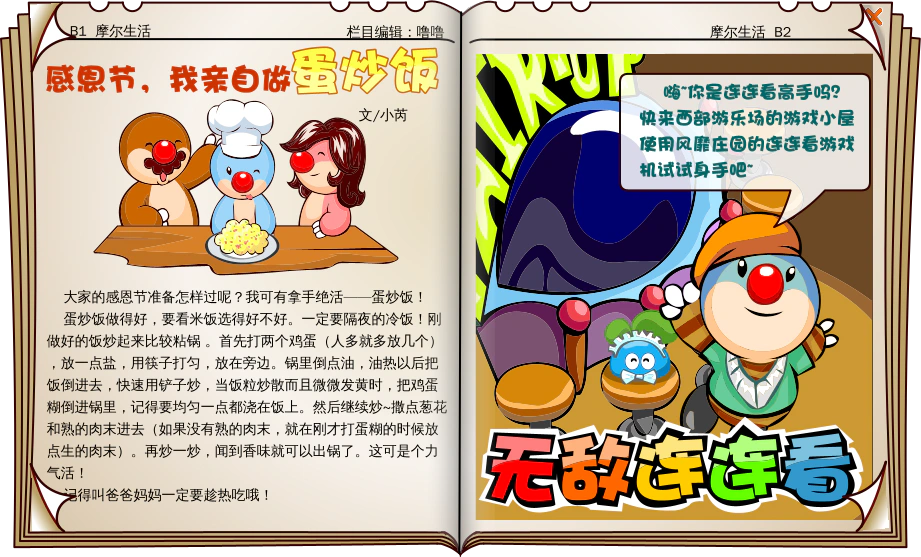 B1 摩尔生活
栏目编辑：噜噜
感恩节，我亲自做蛋炒饭
文/小芮
大家的感恩节准备怎样过呢？我可有拿手绝活——蛋炒饭！
蛋炒饭做得好，要看米饭选得好不好。一定要隔夜的冷饭！刚
做好的饭炒起来比较粘锅 。首先打两个鸡蛋（人多就多放几个）
，放一点盐，用筷子打匀，放在旁边。锅里倒点油，油热以后把
饭倒进去，快速用铲子炒，当饭粒炒散而且微微发黄时，把鸡蛋
糊倒进锅里，记得要均匀一点都浇在饭上。然后继续炒~撒点葱花
和熟的肉末进去（如果没有熟的肉末，就在刚才打蛋糊的时候放
点生的肉末）。再炒一炒，闻到香味就可以出锅了。这可是个力
气活！
记得叫爸爸妈妈一定要趁热吃哦！
摩尔生活 B2
嗨~你是连连看高手吗？
快来西部游乐场的游戏小屋
使用风靡庄园的连连看游戏
机试试身手吧~
无敌连连看